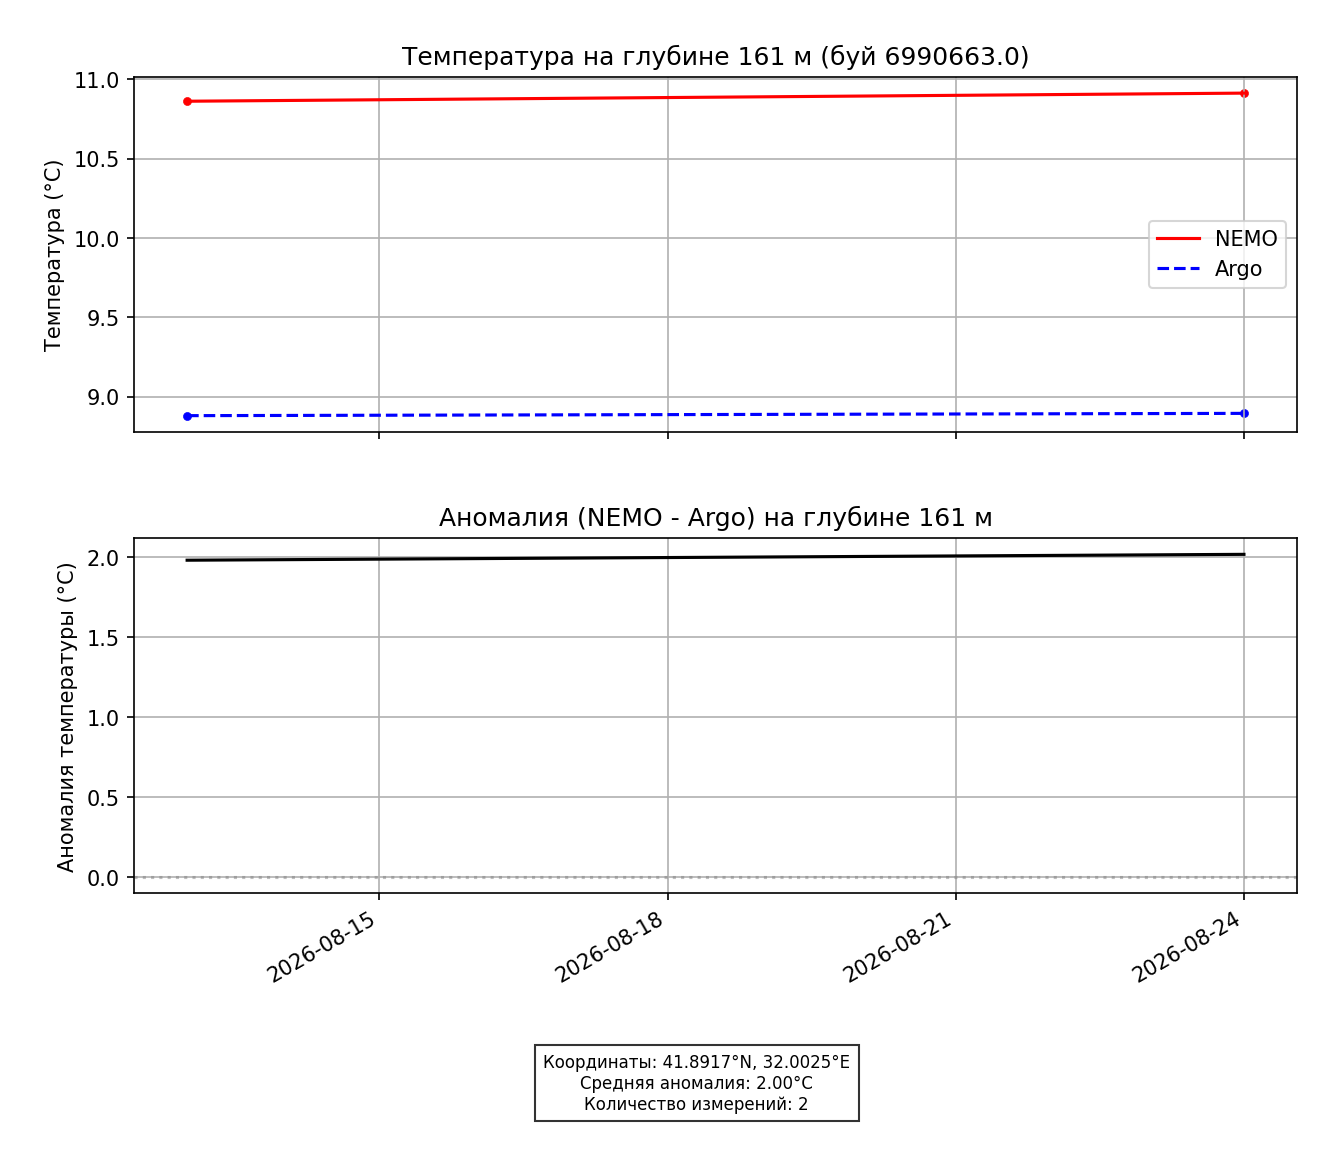 Температура на глубине 161 м (буй 6990663.0)
Температура (°C)
11.0
10.5
10.0
9.5
9.0
NEMO
Argo
Аномалия (NEMO - Argo) на глубине 161 м
Аномалия температуры (°C)
2.0
1.5
1.0
0.5
0.0
2026-08-15
2026-08-18
2026-08-21
2026-08-24
Координаты: 41.8917°N, 32.0025°E
Средняя аномалия: 2.00°C
Количество измерений: 2